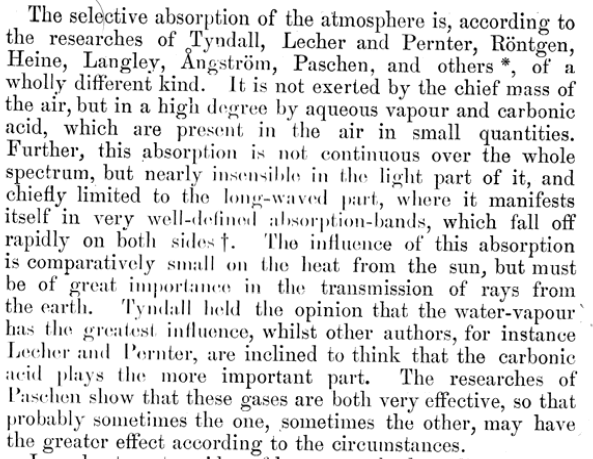 The selective absorption of the atmosphere is, according to
the researches of Tyndall, Lecher and Pernter, Röntgen,
Heine, Langley, Ångström, Paschen, and others *, of a
wholly different kind. It is not exerted by the chief mass of
the air, but in a high degree by aqueous vapour and carbonic
acid, which are present in the air in small quantities.
Further, this absorption is not continuous over the whole
spectrum, but nearly insensible in the light part of it, and
chiefly limited to the long-waved part, where it manifests
itself in very well-defined absorption-bands, which fall off
rapidly on both sides †. The influence of this absorption
is comparatively small on the heat from the sun, but must
be of great importance in the transmission of rays from
the earth. Tyndall held the opinion that the water-vapour
has the greatest influence, whilst other authors, for instance
Lecher and Pernter, are inclined to think that the carbonic
acid plays the more important part. The researches of
Paschen show that these gases are both very effective, so that
probably sometimes the one, sometimes the other, may have
the greater effect according to the circumstances.